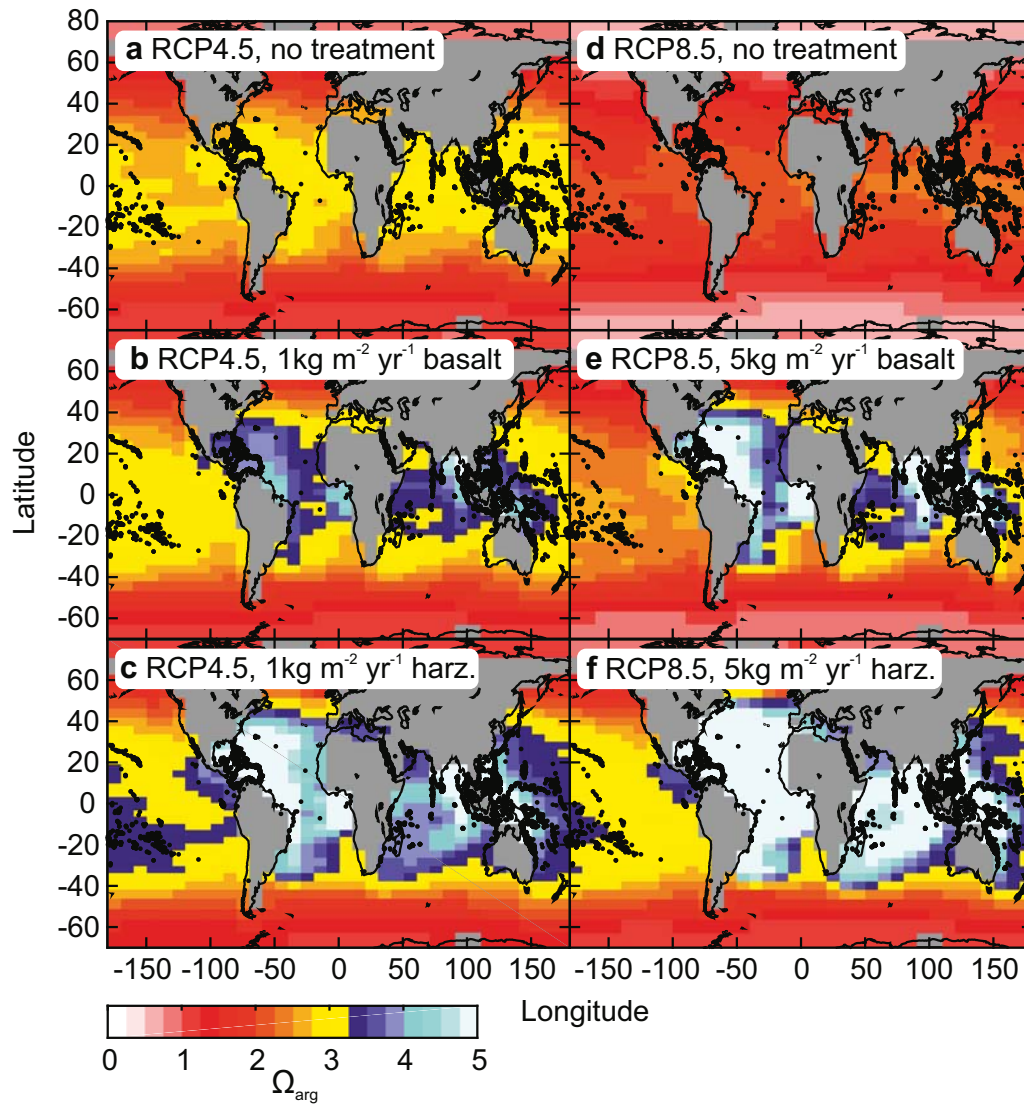 a RCP4.5, no treatment
d RCP8.5, no treatment
80
60
40
20
0
-20
-40
-60
b RCP4.5, 1kg m⁻² yr⁻¹ basalt
e RCP8.5, 5kg m⁻² yr⁻¹ basalt
60
40
20
0
-20
-40
-60
Latitude
c RCP4.5, 1kg m⁻² yr⁻¹ harz.
f RCP8.5, 5kg m⁻² yr⁻¹ harz.
60
40
20
0
-20
-40
-60
-150 -100 -50 0 50 100 150
-150 -100 -50 0 50 100 150
Longitude
0 1 2 3 4 5
Ωarg